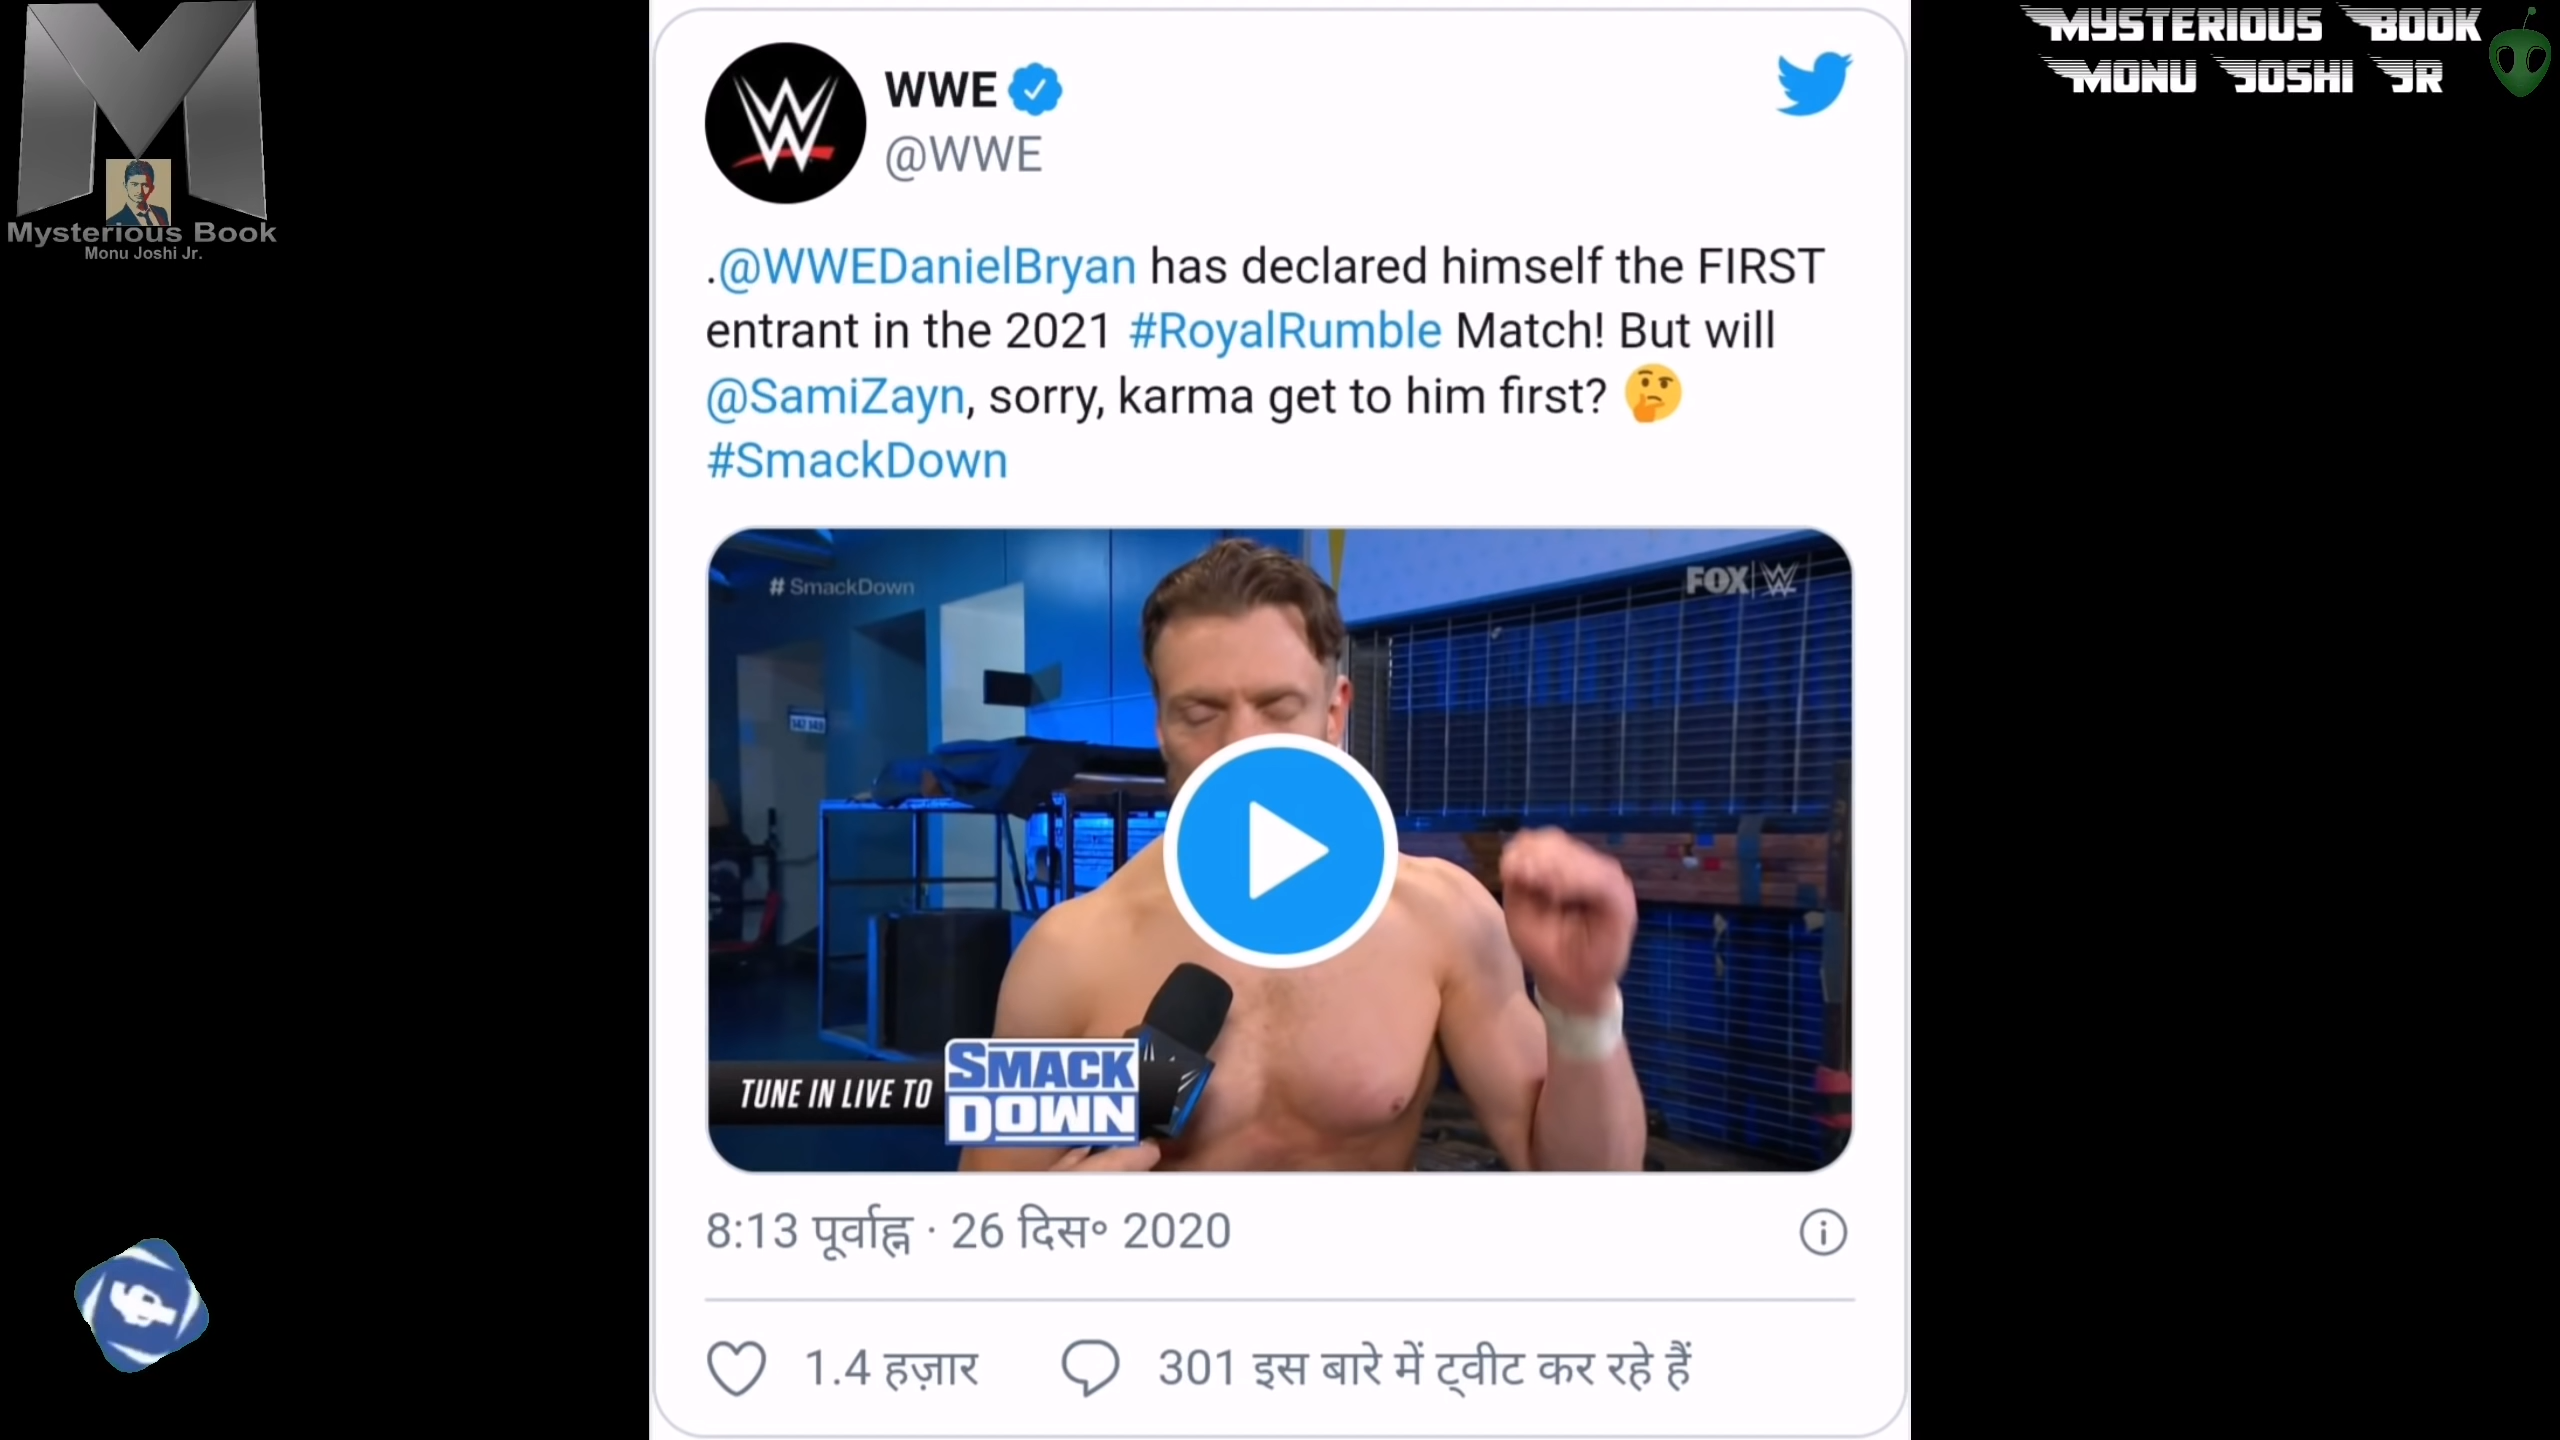 Mysterious Book
Monu Joshi Jr.
MYSTERIOUS BOOK
MONU JOSHI JR
WWE
@WWE
.@WWEDanielBryan has declared himself the FIRST
entrant in the 2021 #RoyalRumble Match! But will
@SamiZayn, sorry, karma get to him first? 🤔
#SmackDown
#SmackDown
FOX
TUNE IN LIVE TO
SMACK
DOWN
8:13 पूर्वाह्न · 26 दिस॰ 2020
1.4 हज़ार
301 इस बारे में ट्वीट कर रहे हैं